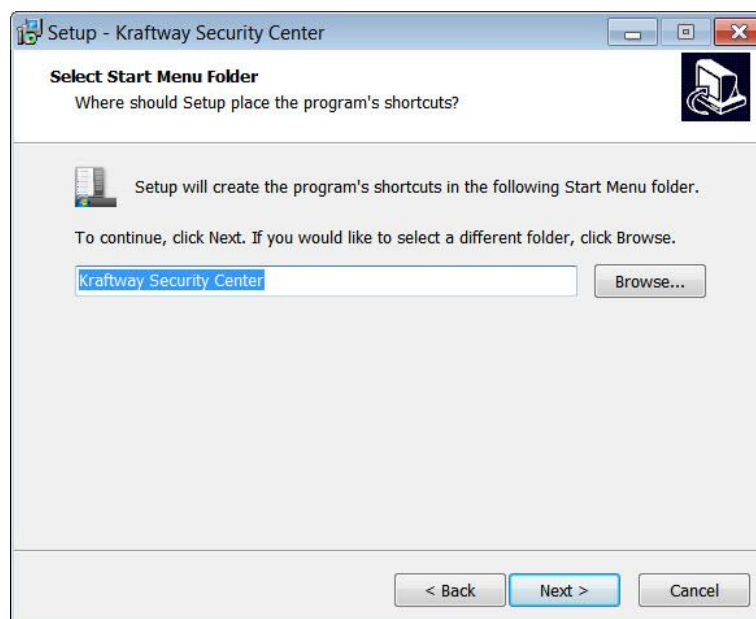 Setup - Kraftway Security Center
Select Start Menu Folder
Where should Setup place the program's shortcuts?
Setup will create the program's shortcuts in the following Start Menu folder.
To continue, click Next. If you would like to select a different folder, click Browse.
Kraftway Security Center
Browse...
< Back
Next >
Cancel